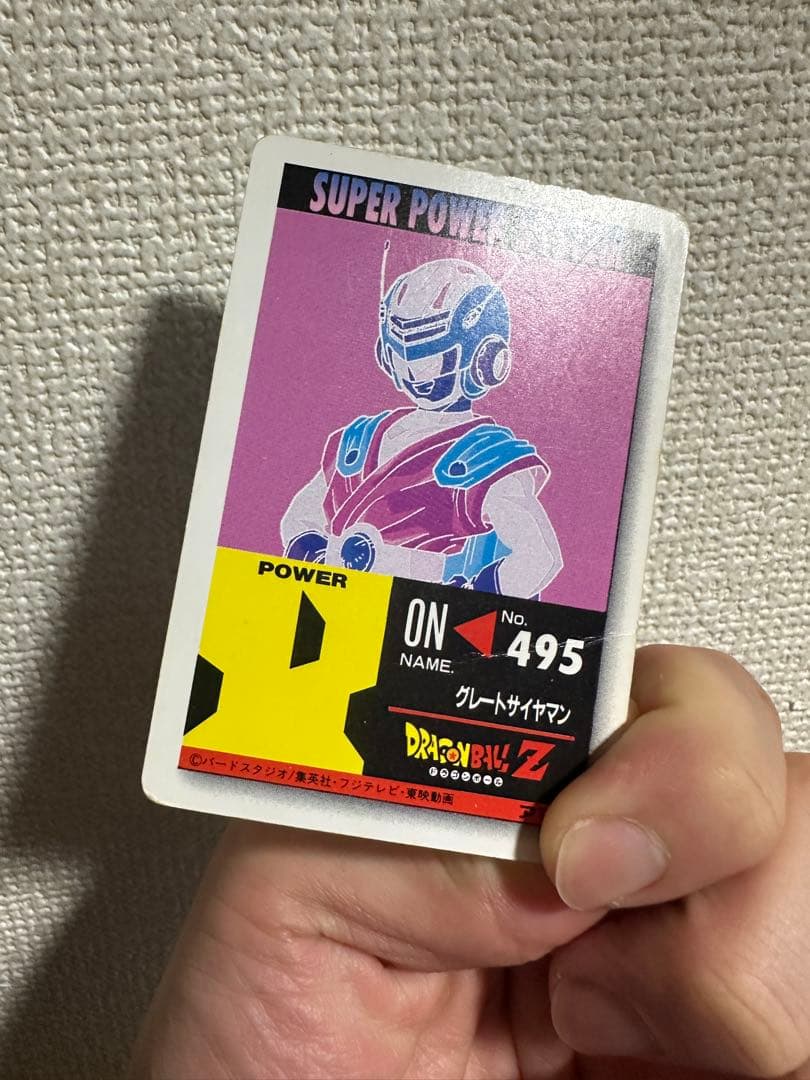 SUPER POWER
POWER
ON
No.
495
NAME.
グレートサイヤマン
DRAGONBALL Z
ドラゴンボール
©バードスタジオ/集英社・フジテレビ・東映動画